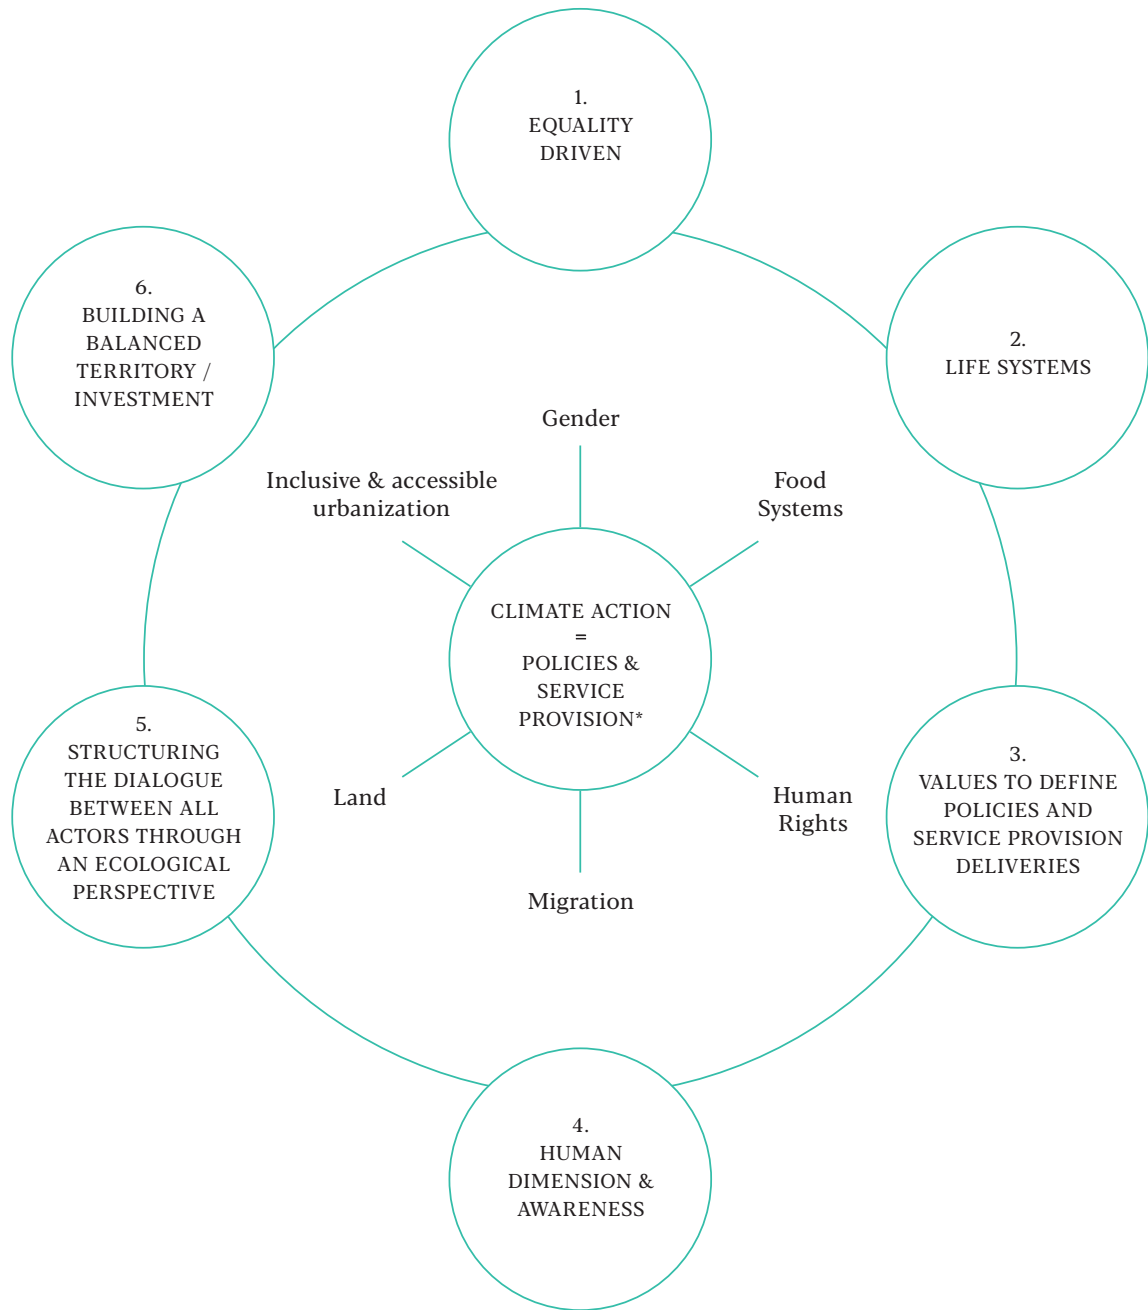 1.
EQUALITY
DRIVEN
2.
LIFE SYSTEMS
3.
VALUES TO DEFINE
POLICIES AND
SERVICE PROVISION
DELIVERIES
4.
HUMAN
DIMENSION &
AWARENESS
5.
STRUCTURING
THE DIALOGUE
BETWEEN ALL
ACTORS THROUGH
AN ECOLOGICAL
PERSPECTIVE
6.
BUILDING A
BALANCED
TERRITORY /
INVESTMENT
Gender
Food
Systems
Human
Rights
Migration
Land
Inclusive & accessible
urbanization
CLIMATE ACTION
=
POLICIES &
SERVICE
PROVISION*